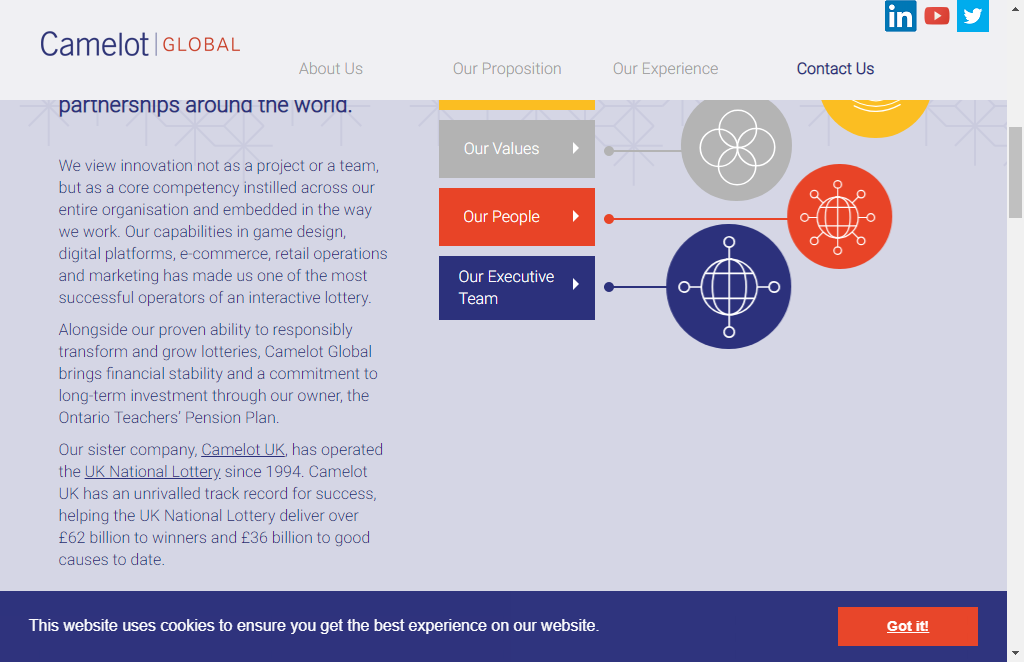 Camelot GLOBAL
About Us
Our Proposition
Our Experience
Contact Us
partnerships around the world.
We view innovation not as a project or a team,
but as a core competency instilled across our
entire organisation and embedded in the way
we work. Our capabilities in game design,
digital platforms, e-commerce, retail operations
and marketing has made us one of the most
successful operators of an interactive lottery.
Alongside our proven ability to responsibly
transform and grow lotteries, Camelot Global
brings financial stability and a commitment to
long-term investment through our owner, the
Ontario Teachers’ Pension Plan.
Our sister company, Camelot UK, has operated
the UK National Lottery since 1994. Camelot
UK has an unrivalled track record for success,
helping the UK National Lottery deliver over
£62 billion to winners and £36 billion to good
causes to date.
Our Values
Our People
Our Executive
Team
This website uses cookies to ensure you get the best experience on our website.
Got it!
in